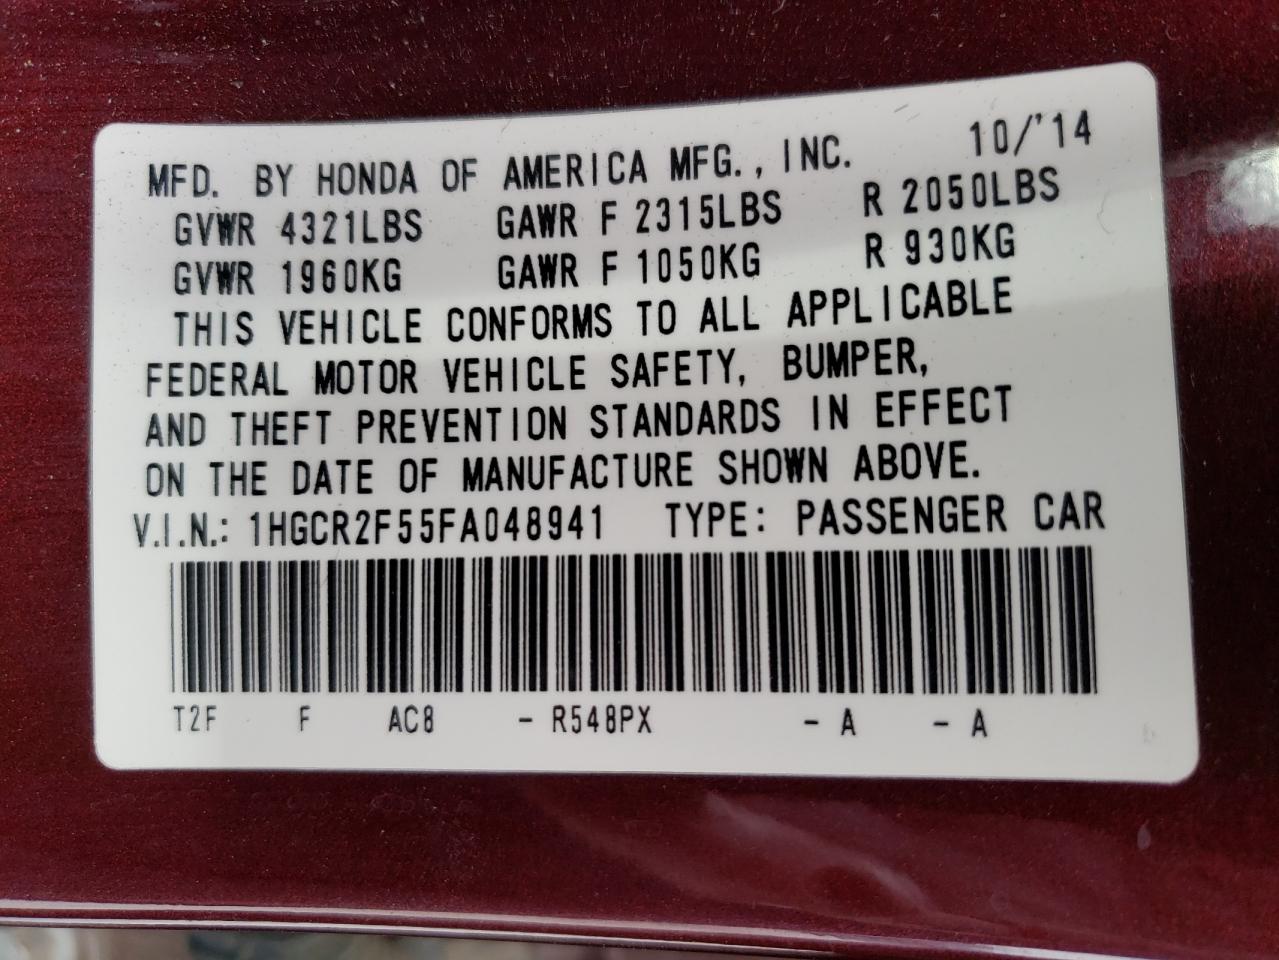 MFD. BY HONDA OF AMERICA MFG., INC. 10/'14
GVWR 4321LBS GAWR F 2315LBS R 2050LBS
GVWR 1960KG GAWR F 1050KG R 930KG
THIS VEHICLE CONFORMS TO ALL APPLICABLE
FEDERAL MOTOR VEHICLE SAFETY, BUMPER,
AND THEFT PREVENTION STANDARDS IN EFFECT
ON THE DATE OF MANUFACTURE SHOWN ABOVE.
V.I.N.: 1HGCR2F55FA048941 TYPE: PASSENGER CAR
T2F F AC8 - R548PX - A - A